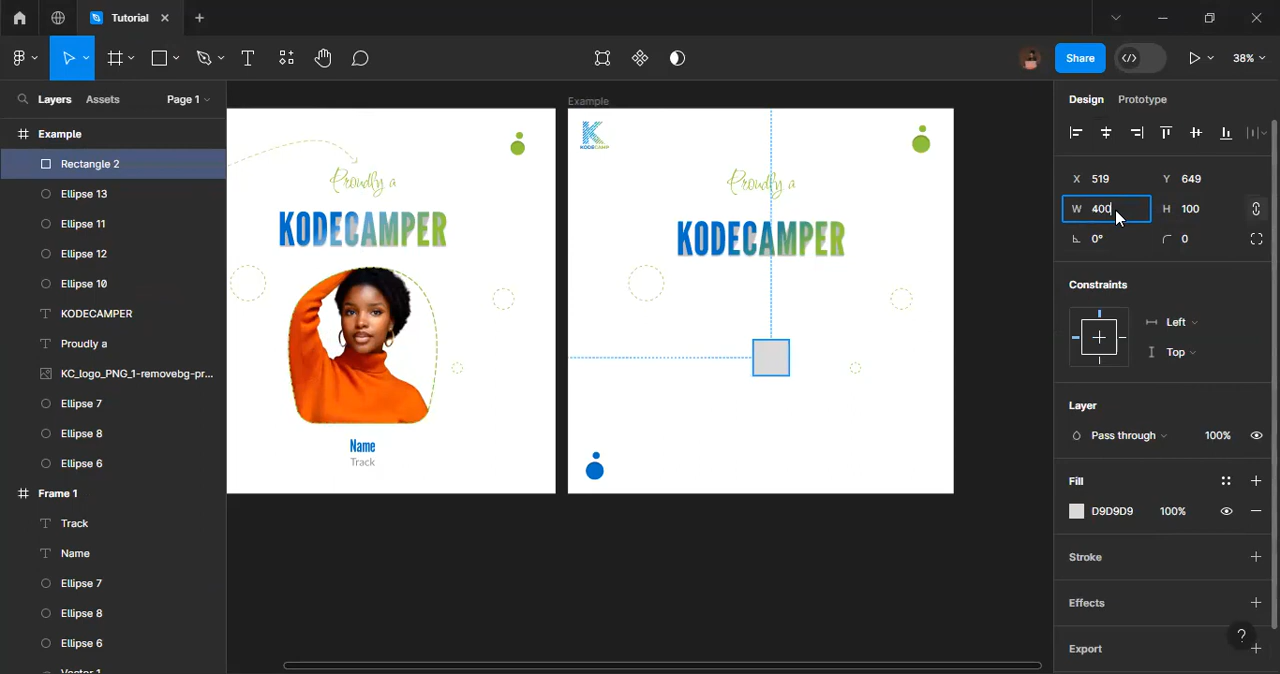 Tutorial
Share
38%
Layers
Assets
Page 1
Example
Rectangle 2
Ellipse 13
Ellipse 11
Ellipse 12
Ellipse 10
KODECAMPER
Proudly a
KC_logo_PNG_1-removebg-pr...
Ellipse 7
Ellipse 8
Ellipse 6
Frame 1
Track
Name
Ellipse 7
Ellipse 8
Ellipse 6
Vector 1
Proudly a
KODECAMPER
Name
Track
Example
K
KODECAMP
Proudly a
KODECAMPER
Design
Prototype
X 519
Y 649
W 400
H 100
0°
0
Constraints
Left
Top
Layer
Pass through
100%
Fill
D9D9D9
100%
Stroke
Effects
Export
?